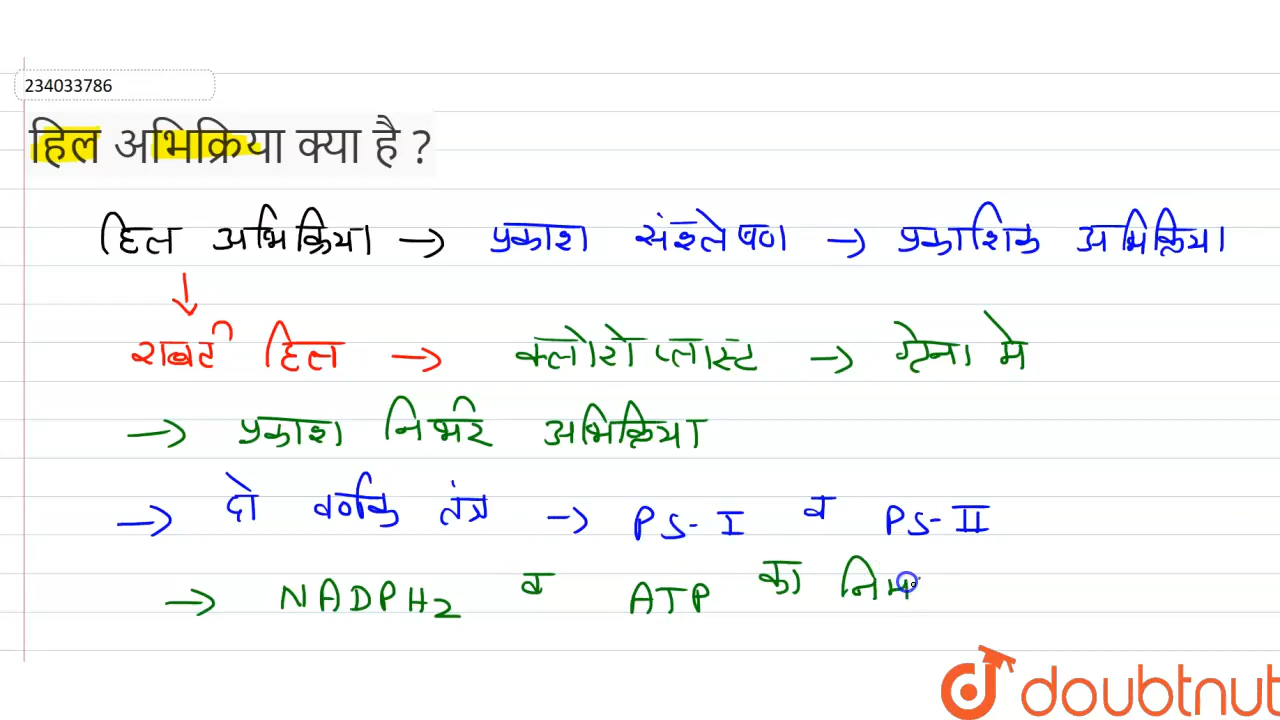 234033786
हिल अभिक्रिया क्या है ?
हिल अभिक्रिया → प्रकाश संश्लेषण → प्रकाशिक अभिक्रिया
राबर्ट हिल → क्लोरोप्लास्ट → ग्रेना मे
→ प्रकाश निर्भर अभिक्रिया
→ दो वर्णक तंत्र → PS-I व PS-II
→ NADPH2 व ATP का निम
doubtnut